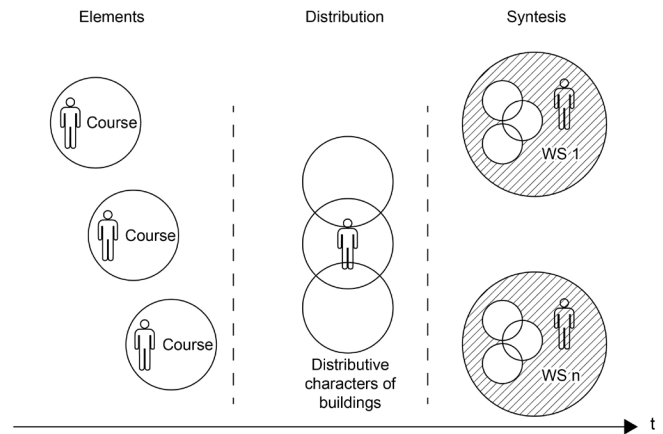 Elements
Distribution
Syntesis
Course
Course
Course
Distributive
characters of
buildings
WS 1
WS n
t